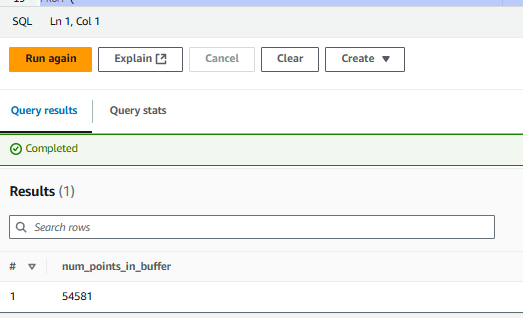 SQL Ln 1, Col 1
Run again Explain Cancel Clear Create
Query results Query stats
Completed
Results (1)
Search rows
# num_points_in_buffer
1 54581